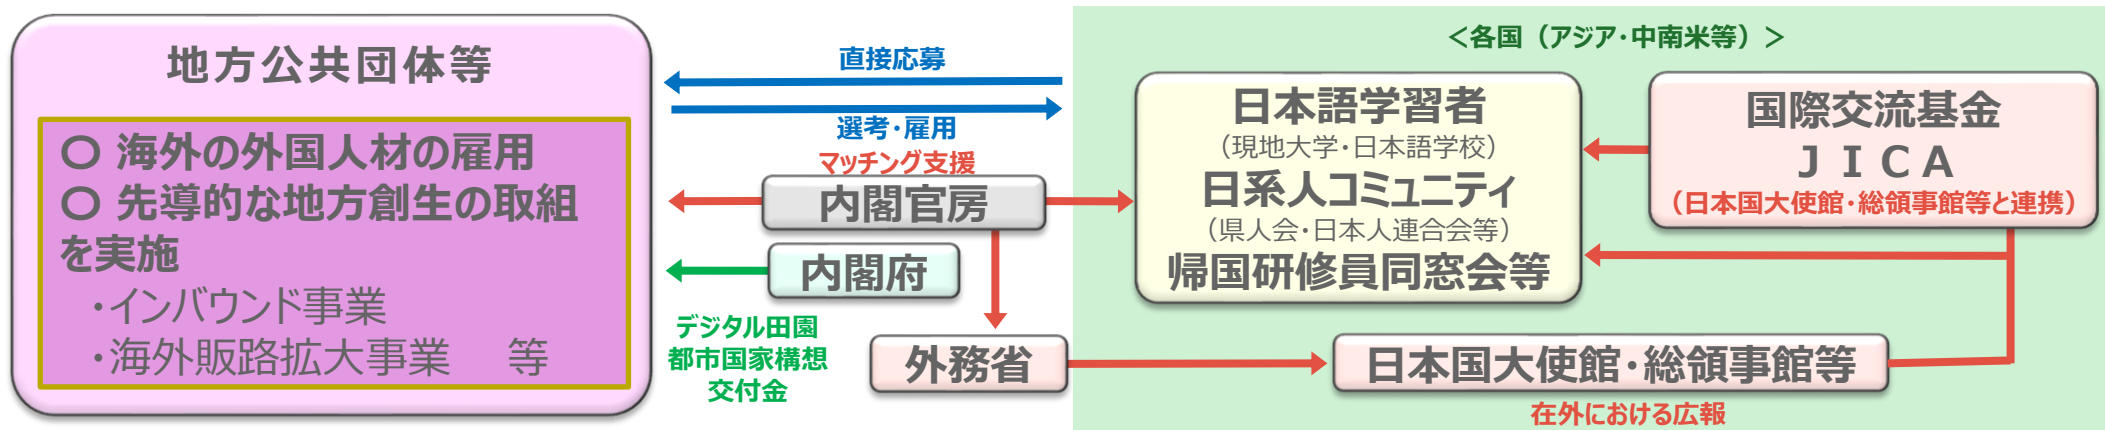 地方公共団体等
〇 海外の外国人材の雇用
〇 先導的な地方創生の取組
を実施
・インバウンド事業
・海外販路拡大事業　等
直接応募
選考・雇用
マッチング支援
内閣官房
内閣府
デジタル田園
都市国家構想
交付金
外務省
＜各国（アジア・中南米等）＞
日本語学習者
（現地大学・日本語学校）
日系人コミュニティ
（県人会・日本人連合会等）
帰国研修員同窓会等
国際交流基金
ＪＩＣＡ
（日本国大使館・総領事館等と連携）
日本国大使館・総領事館等
在外における広報